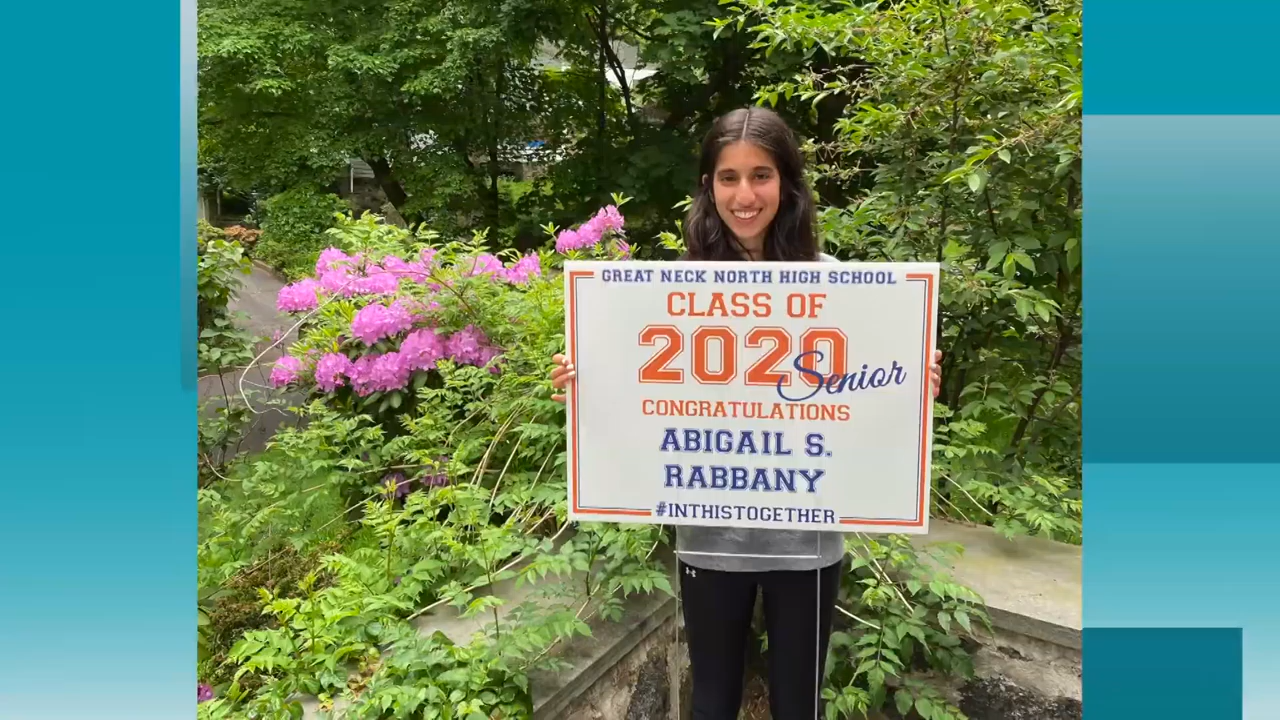 GREAT NECK NORTH HIGH SCHOOL
CLASS OF
2020
Senior
CONGRATULATIONS
ABIGAIL S.
RABBANY
#INTHISTOGETHER